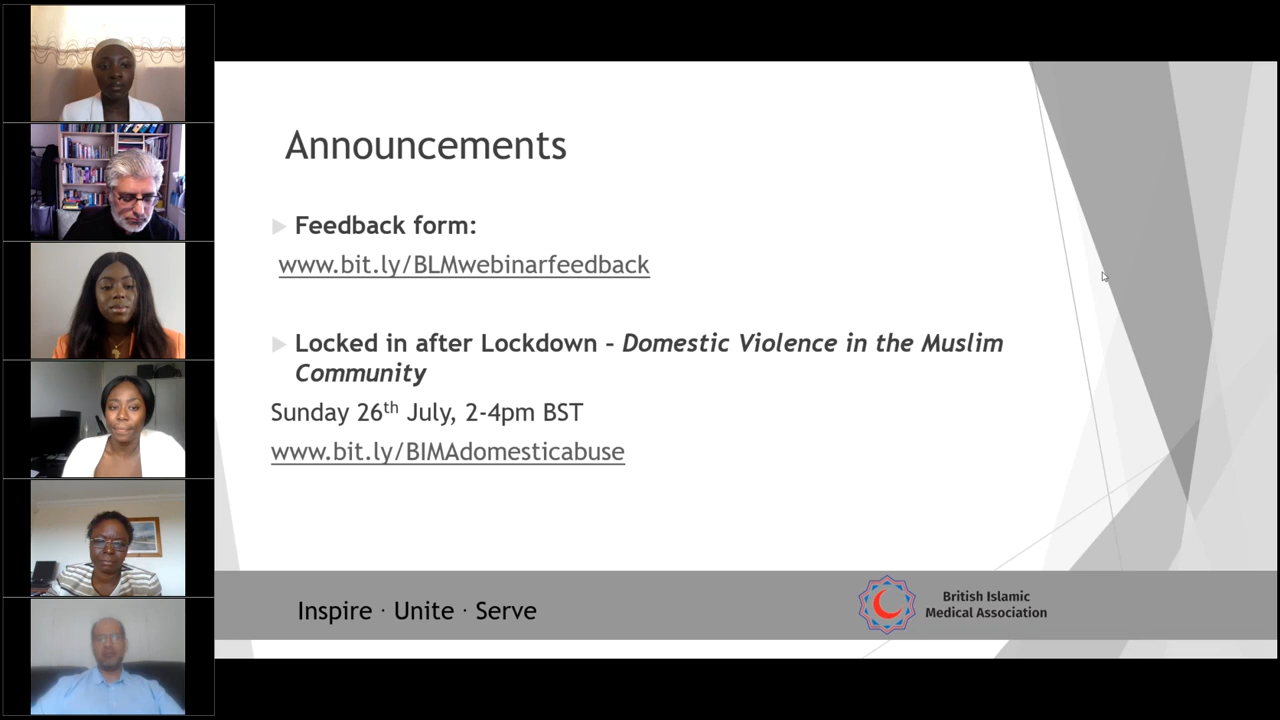 Announcements
Feedback form:
www.bit.ly/BLMwebinarfeedback
Locked in after Lockdown – Domestic Violence in the Muslim
Community
Sunday 26th July, 2-4pm BST
www.bit.ly/BIMAdomesticabuse
Inspire · Unite · Serve
British Islamic
Medical Association